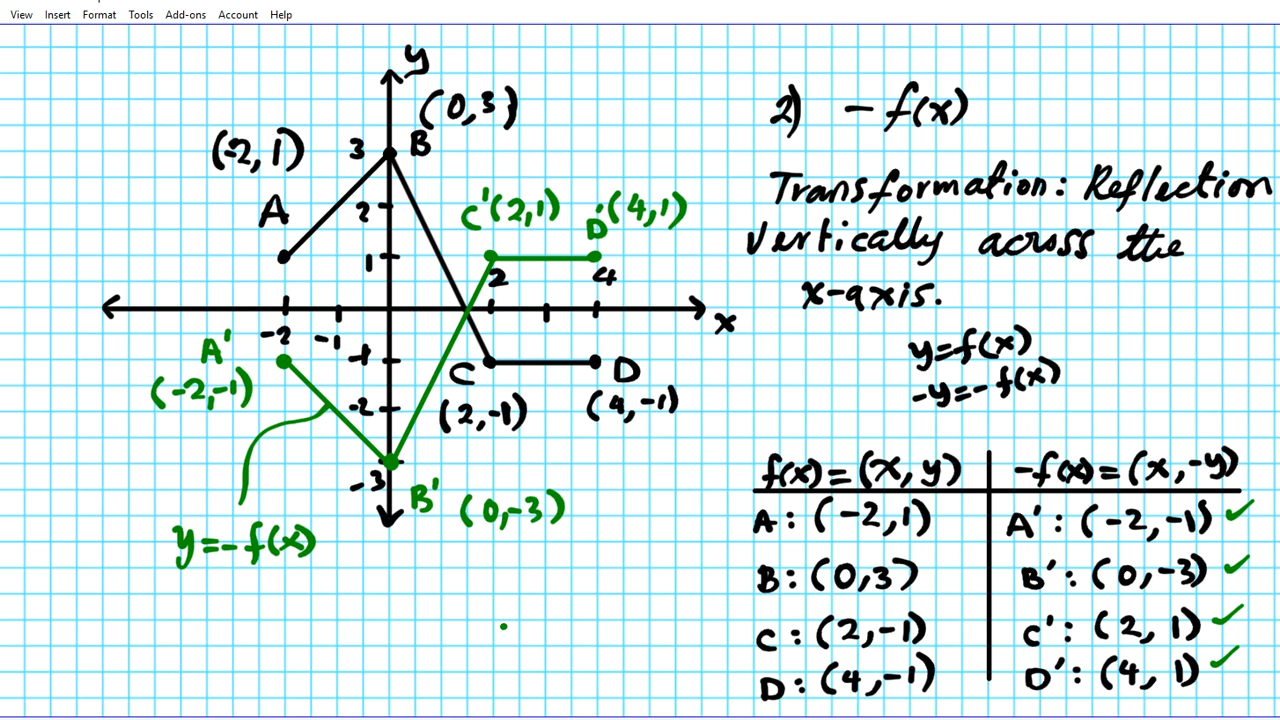 View Insert Format Tools Add-ons Account Help
y
(0,3)
(-2,1)
3 B
A
2
C'(2,1) D'(4,1)
1
2 4
x
-2 -1
A'
-1
C D
(-2,-1)
-2
(2,-1) (4,-1)
-3
B' (0,-3)
y=-f(x)
2) -f(x)
Transformation: Reflection
vertically across the
x-axis.
y=f(x)
-y=-f(x)
f(x)=(x,y) -f(x)=(x,-y)
A: (-2,1) A': (-2,-1) ✓
B: (0,3) B': (0,-3) ✓
C: (2,-1) C': (2,1) ✓
D: (4,-1) D': (4,1) ✓